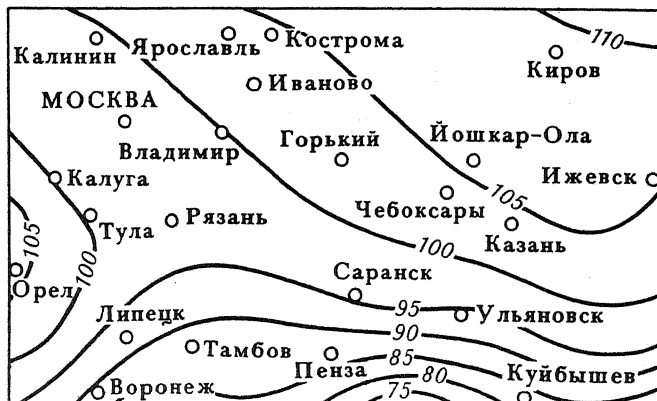 110
Ярославль
Кострома
Калинин
Киров
Иваново
МОСКВА
Горький
Йошкар-Ола
Владимир
Калуга
Ижевск
105
Чебоксары
Рязань
Тула
Казань
105
100
100
Саранск
Орел
95
Липецк
Ульяновск
90
Тамбов
85
Пенза
80
Куйбышев
Воронеж
75